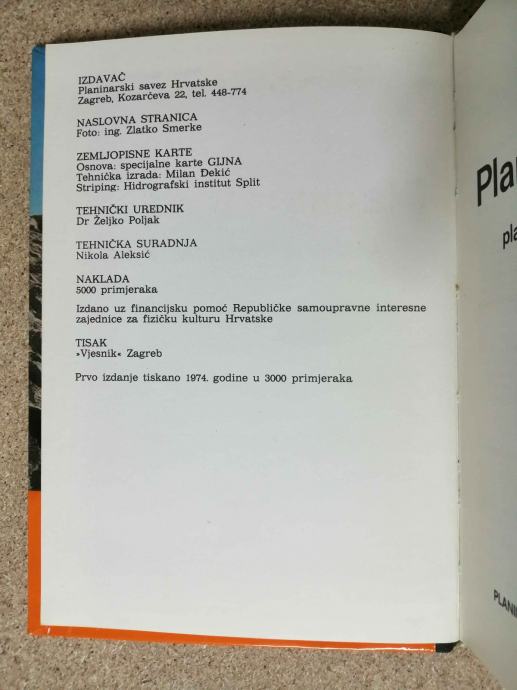 IZDAVAČ
Planinarski savez Hrvatske
Zagreb, Kozarčeva 22, tel. 448-774
NASLOVNA STRANICA
Foto: ing. Zlatko Smerke
ZEMLJOPISNE KARTE
Osnova: specijalne karte GIJNA
Tehnička izrada: Milan Đekić
Striping: Hidrografski institut Split
TEHNIČKI UREDNIK
Dr Željko Poljak
TEHNIČKA SURADNJA
Nikola Aleksić
NAKLADA
5000 primjeraka
Izdano uz financijsku pomoć Republičke samoupravne interesne
zajednice za fizičku kulturu Hrvatske
TISAK
»Vjesnik« Zagreb
Prvo izdanje tiskano 1974. godine u 3000 primjeraka
Plan
pla
PLANIN